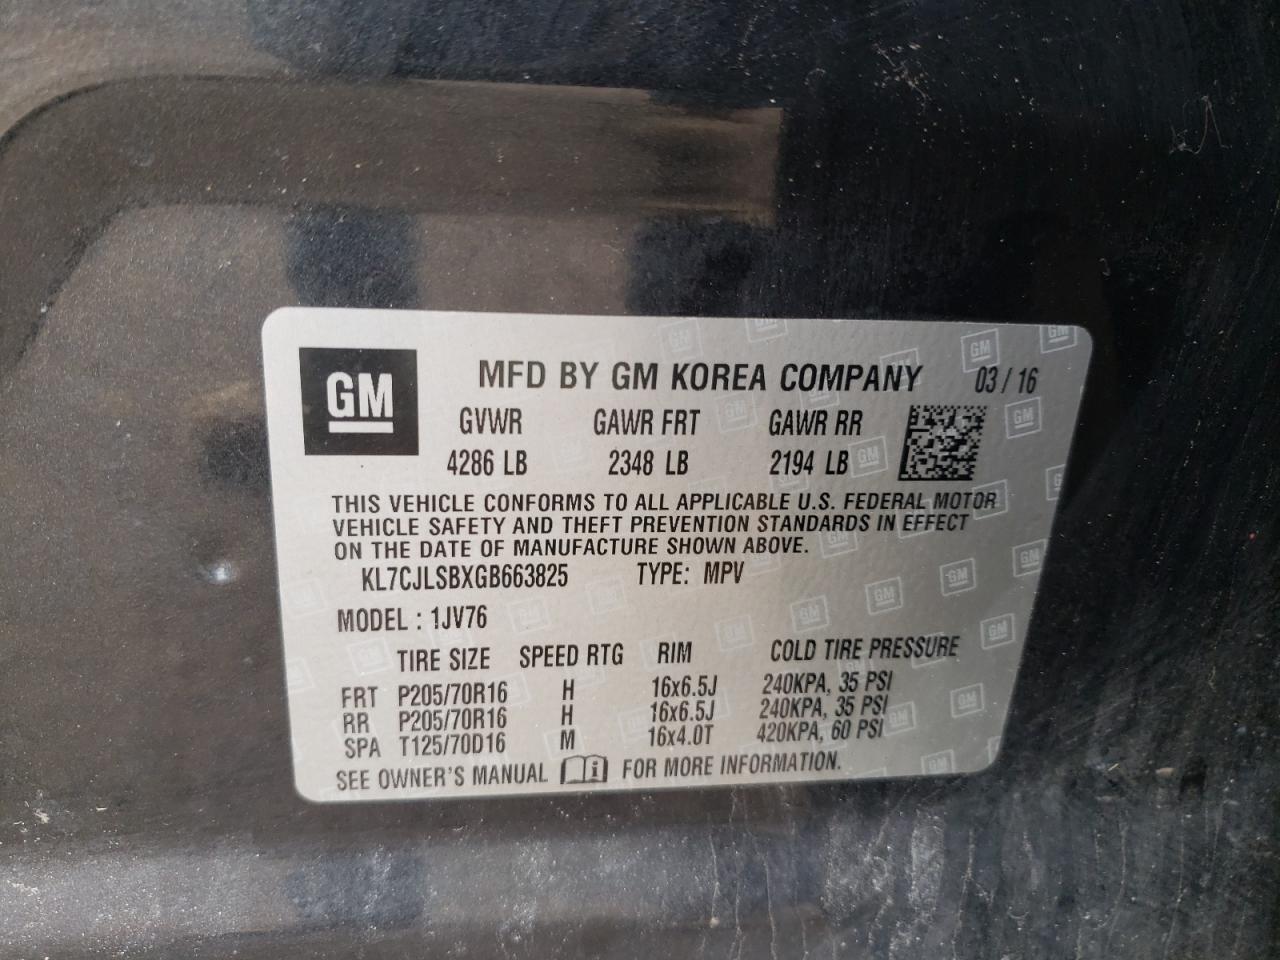 GM
MFD BY GM KOREA COMPANY 03/16
GVWR GAWR FRT GAWR RR
4286 LB 2348 LB 2194 LB
THIS VEHICLE CONFORMS TO ALL APPLICABLE U.S. FEDERAL MOTOR
VEHICLE SAFETY AND THEFT PREVENTION STANDARDS IN EFFECT
ON THE DATE OF MANUFACTURE SHOWN ABOVE.
KL7CJLSBXGB663825 TYPE: MPV
MODEL : 1JV76
TIRE SIZE SPEED RTG RIM COLD TIRE PRESSURE
FRT P205/70R16 H 16x6.5J 240KPA, 35 PSI
RR P205/70R16 H 16x6.5J 240KPA, 35 PSI
SPA T125/70D16 M 16x4.0T 420KPA, 60 PSI
SEE OWNER'S MANUAL i FOR MORE INFORMATION.